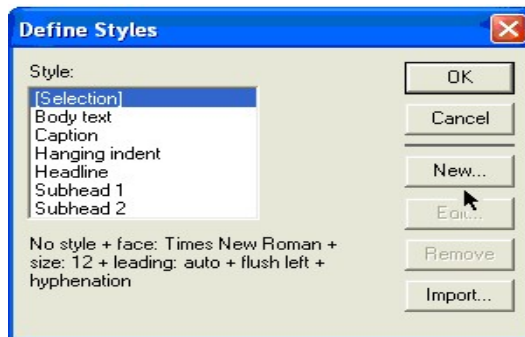 Define Styles
Style:
[Selection]
Body text
Caption
Hanging indent
Headline
Subhead 1
Subhead 2
No style + face: Times New Roman +
size: 12 + leading: auto + flush left +
hyphenation
OK
Cancel
New...
Edit...
Remove
Import...